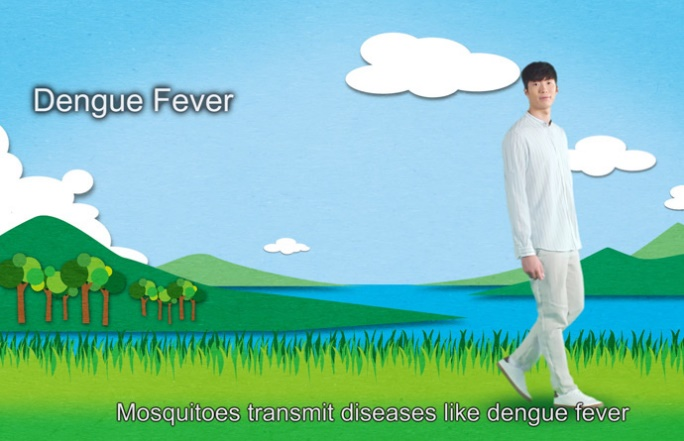 Dengue Fever
Mosquitoes transmit diseases like dengue fever